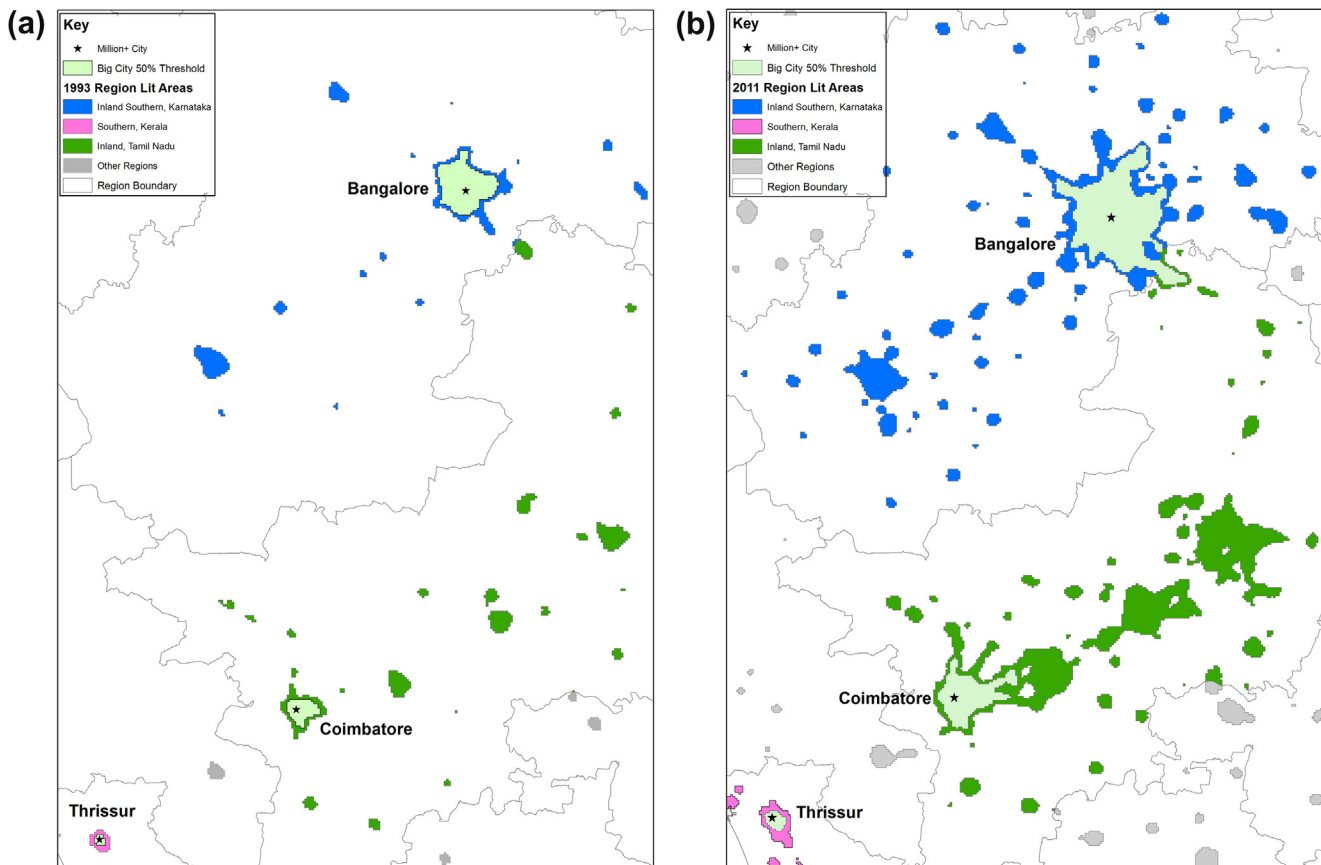 (a)
Key
Million+ City
Big City 50% Threshold
1993 Region Lit Areas
Inland Southern, Karnataka
Southern, Kerala
Inland, Tamil Nadu
Other Regions
Region Boundary
Bangalore
Coimbatore
Thrissur
(b)
Key
Million+ City
Big City 50% Threshold
2011 Region Lit Areas
Inland Southern, Karnataka
Southern, Kerala
Inland, Tamil Nadu
Other Regions
Region Boundary
Bangalore
Coimbatore
Thrissur